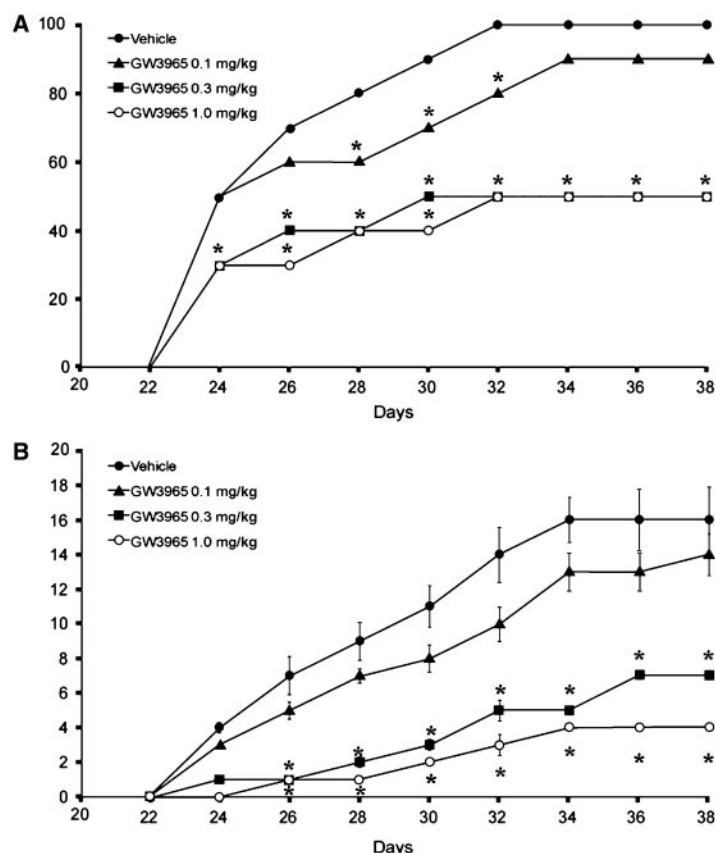 A
100
Vehicle
GW3965 0.1 mg/kg
80
GW3965 0.3 mg/kg
GW3965 1.0 mg/kg
* * *
60
* * * * *
* * *
40
* * *
20
0
20 22 24 26 28 30 32 34 36 38
Days
B
20
18
Vehicle
GW3965 0.1 mg/kg
16
GW3965 0.3 mg/kg
14
GW3965 1.0 mg/kg
12
10
8
* *
6
* *
4
*
* *
2
* * * * *
* *
0
20 22 24 26 28 30 32 34 36 38
Days